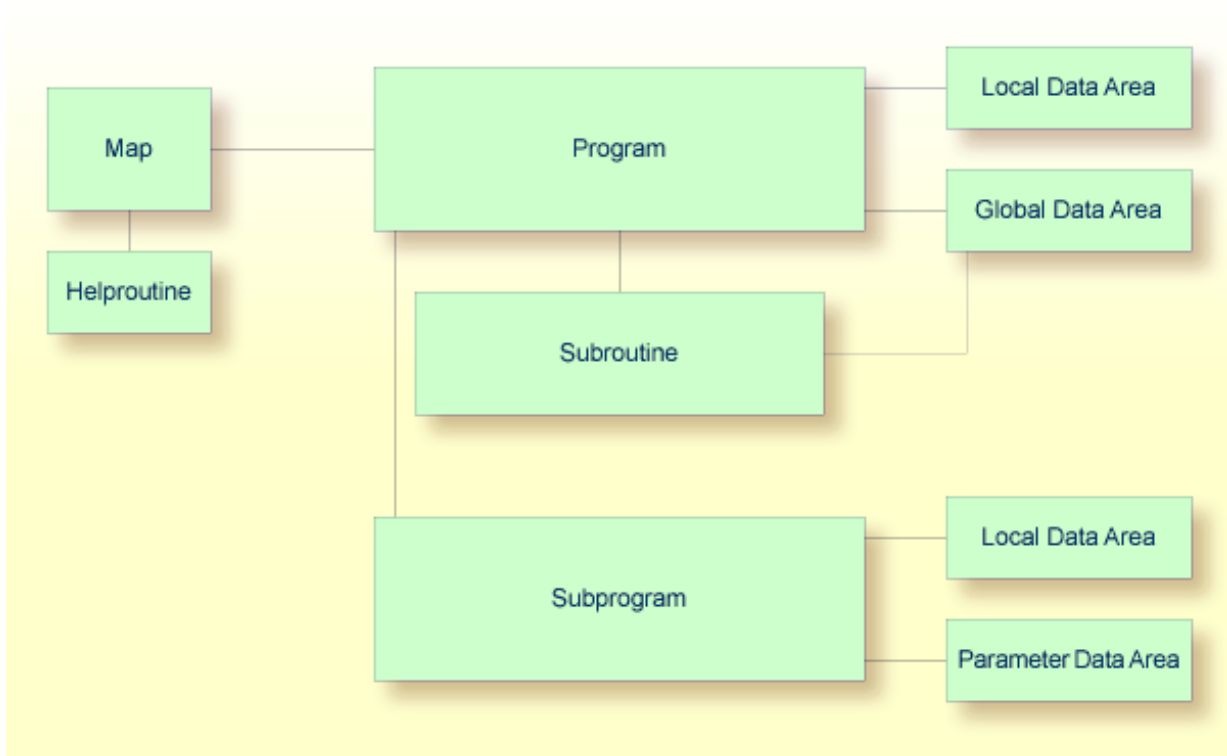 Local Data Area
Map
Program
Global Data Area
Helproutine
Subroutine
Local Data Area
Subprogram
Parameter Data Area